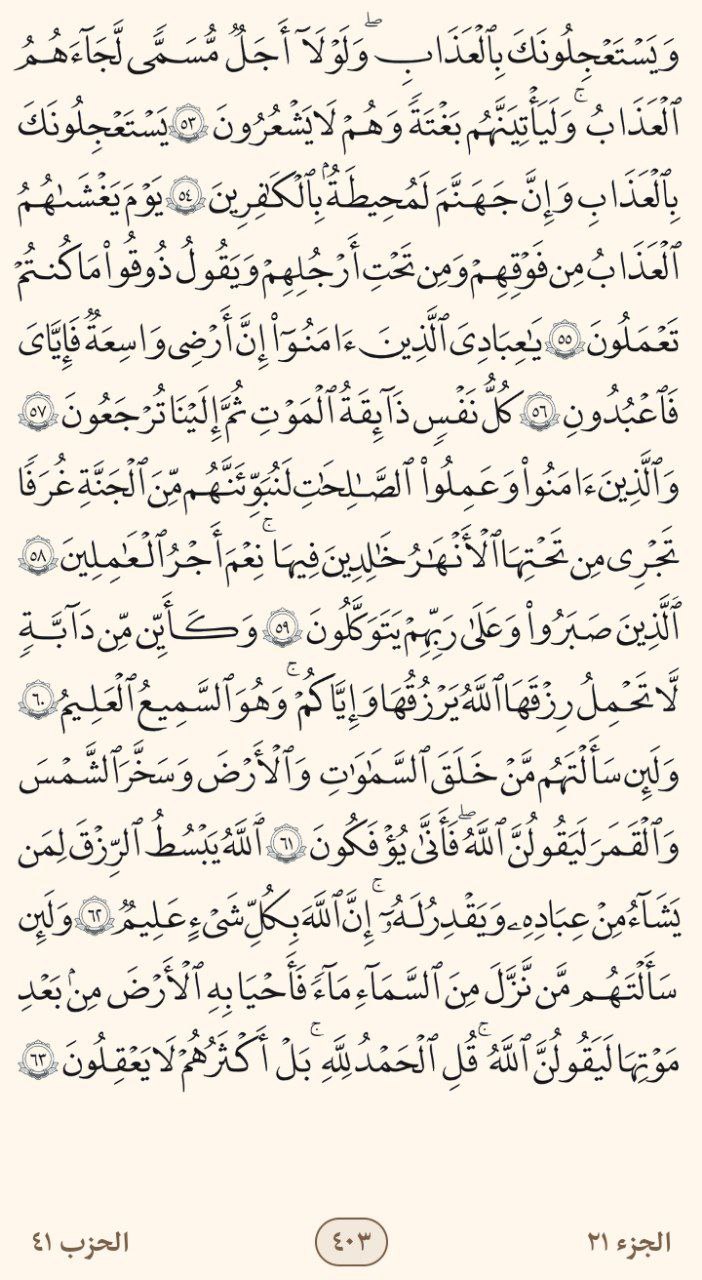 وَيَسْتَعْجِلُونَكَ بِٱلْعَذَابِ ۖ وَلَوْلَآ أَجَلٌ مُّسَمًّى لَّجَآءَهُمُ
ٱلْعَذَابُ ۚ وَلَيَأْتِيَنَّهُم بَغْتَةً وَهُمْ لَا يَشْعُرُونَ ٥٣ يَسْتَعْجِلُونَكَ
بِٱلْعَذَابِ وَإِنَّ جَهَنَّمَ لَمُحِيطَةٌۢ بِٱلْكَٰفِرِينَ ٥٤ يَوْمَ يَغْشَىٰهُمُ
ٱلْعَذَابُ مِن فَوْقِهِمْ وَمِن تَحْتِ أَرْجُلِهِمْ وَيَقُولُ ذُوقُوا۟ مَا كُنتُمْ
تَعْمَلُونَ ٥٥ يَٰعِبَادِىَ ٱلَّذِينَ ءَامَنُوٓا۟ إِنَّ أَرْضِى وَٰسِعَةٌ فَإِيَّٰىَ
فَٱعْبُدُونِ ٥٦ كُلُّ نَفْسٍ ذَآئِقَةُ ٱلْمَوْتِ ثُمَّ إِلَيْنَا تُرْجَعُونَ ٥٧
وَٱلَّذِينَ ءَامَنُوا۟ وَعَمِلُوا۟ ٱلصَّٰلِحَٰتِ لَنُبَوِّئَنَّهُم مِّنَ ٱلْجَنَّةِ غُرَفًا
تَجْرِى مِن تَحْتِهَا ٱلْأَنْهَٰرُ خَٰلِدِينَ فِيهَا ۚ نِعْمَ أَجْرُ ٱلْعَٰمِلِينَ ٥٨
ٱلَّذِينَ صَبَرُوا۟ وَعَلَىٰ رَبِّهِمْ يَتَوَكَّلُونَ ٥٩ وَكَأَيِّن مِّن دَآبَّةٍ
لَّا تَحْمِلُ رِزْقَهَا ٱللَّهُ يَرْزُقُهَا وَإِيَّاكُمْ ۚ وَهُوَ ٱلسَّمِيعُ ٱلْعَلِيمُ ٦٠
وَلَئِن سَأَلْتَهُم مَّنْ خَلَقَ ٱلسَّمَٰوَٰتِ وَٱلْأَرْضَ وَسَخَّرَ ٱلشَّمْسَ
وَٱلْقَمَرَ لَيَقُولُنَّ ٱللَّهُ ۖ فَأَنَّىٰ يُؤْفَكُونَ ٦١ ٱللَّهُ يَبْسُطُ ٱلرِّزْقَ لِمَن
يَشَآءُ مِنْ عِبَادِهِۦ وَيَقْدِرُ لَهُۥٓ ۚ إِنَّ ٱللَّهَ بِكُلِّ شَىْءٍ عَلِيمٌ ٦٢ وَلَئِن
سَأَلْتَهُم مَّن نَّزَّلَ مِنَ ٱلسَّمَآءِ مَآءً فَأَحْيَا بِهِ ٱلْأَرْضَ مِنۢ بَعْدِ
مَوْتِهَا لَيَقُولُنَّ ٱللَّهُ ۚ قُلِ ٱلْحَمْدُ لِلَّهِ ۚ بَلْ أَكْثَرُهُمْ لَا يَعْقِلُونَ ٦٣
الجزء ٢١
٤٠٣
الحزب ٤١